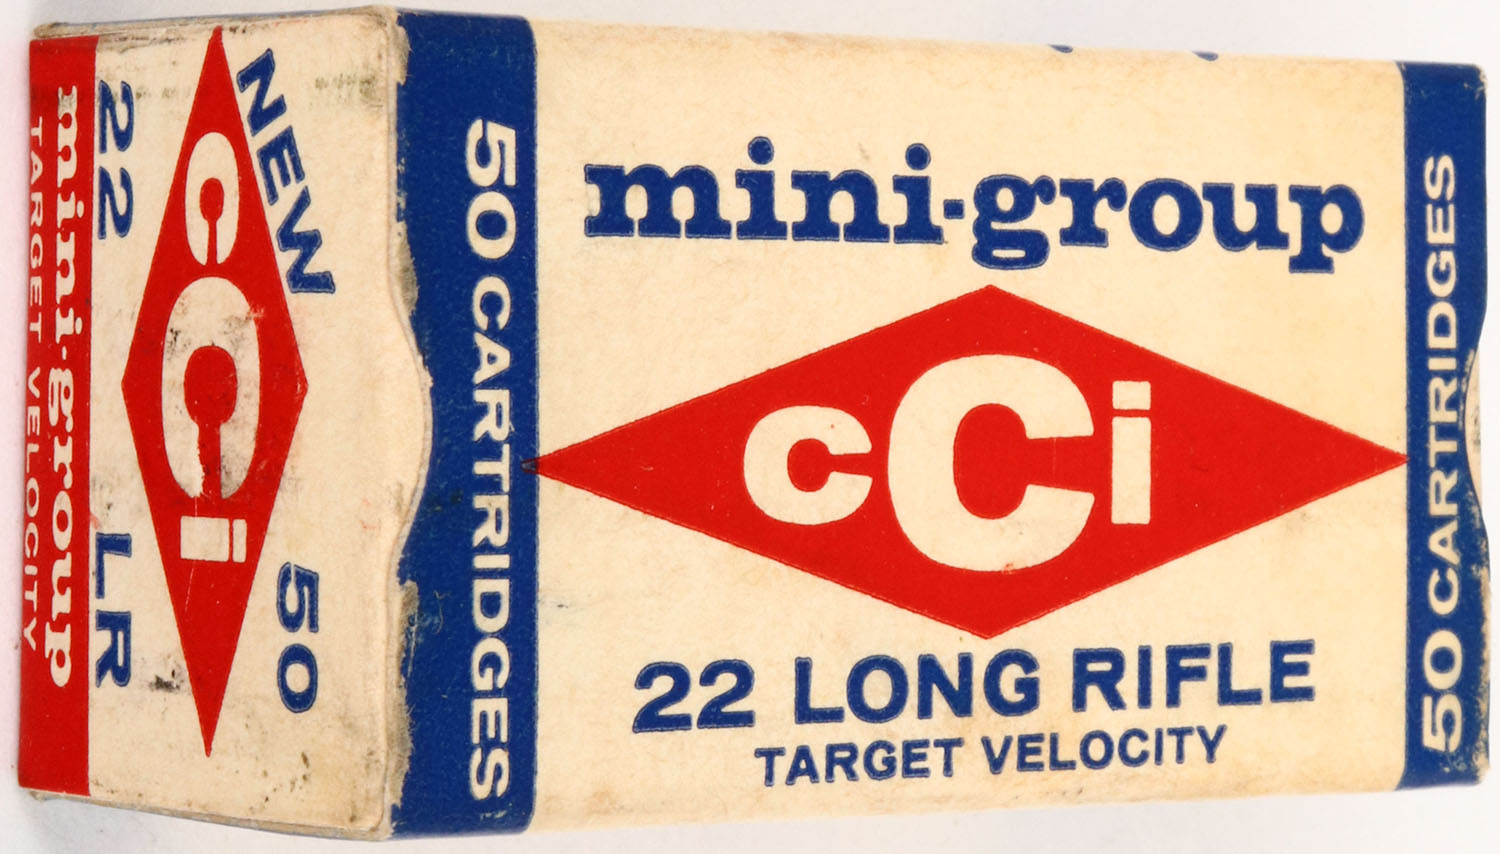 NEW
cCi
50
22 LR
mini-group
TARGET VELOCITY
50 CARTRIDGES
mini-group
cCi
22 LONG RIFLE
TARGET VELOCITY
50 CARTRIDGES